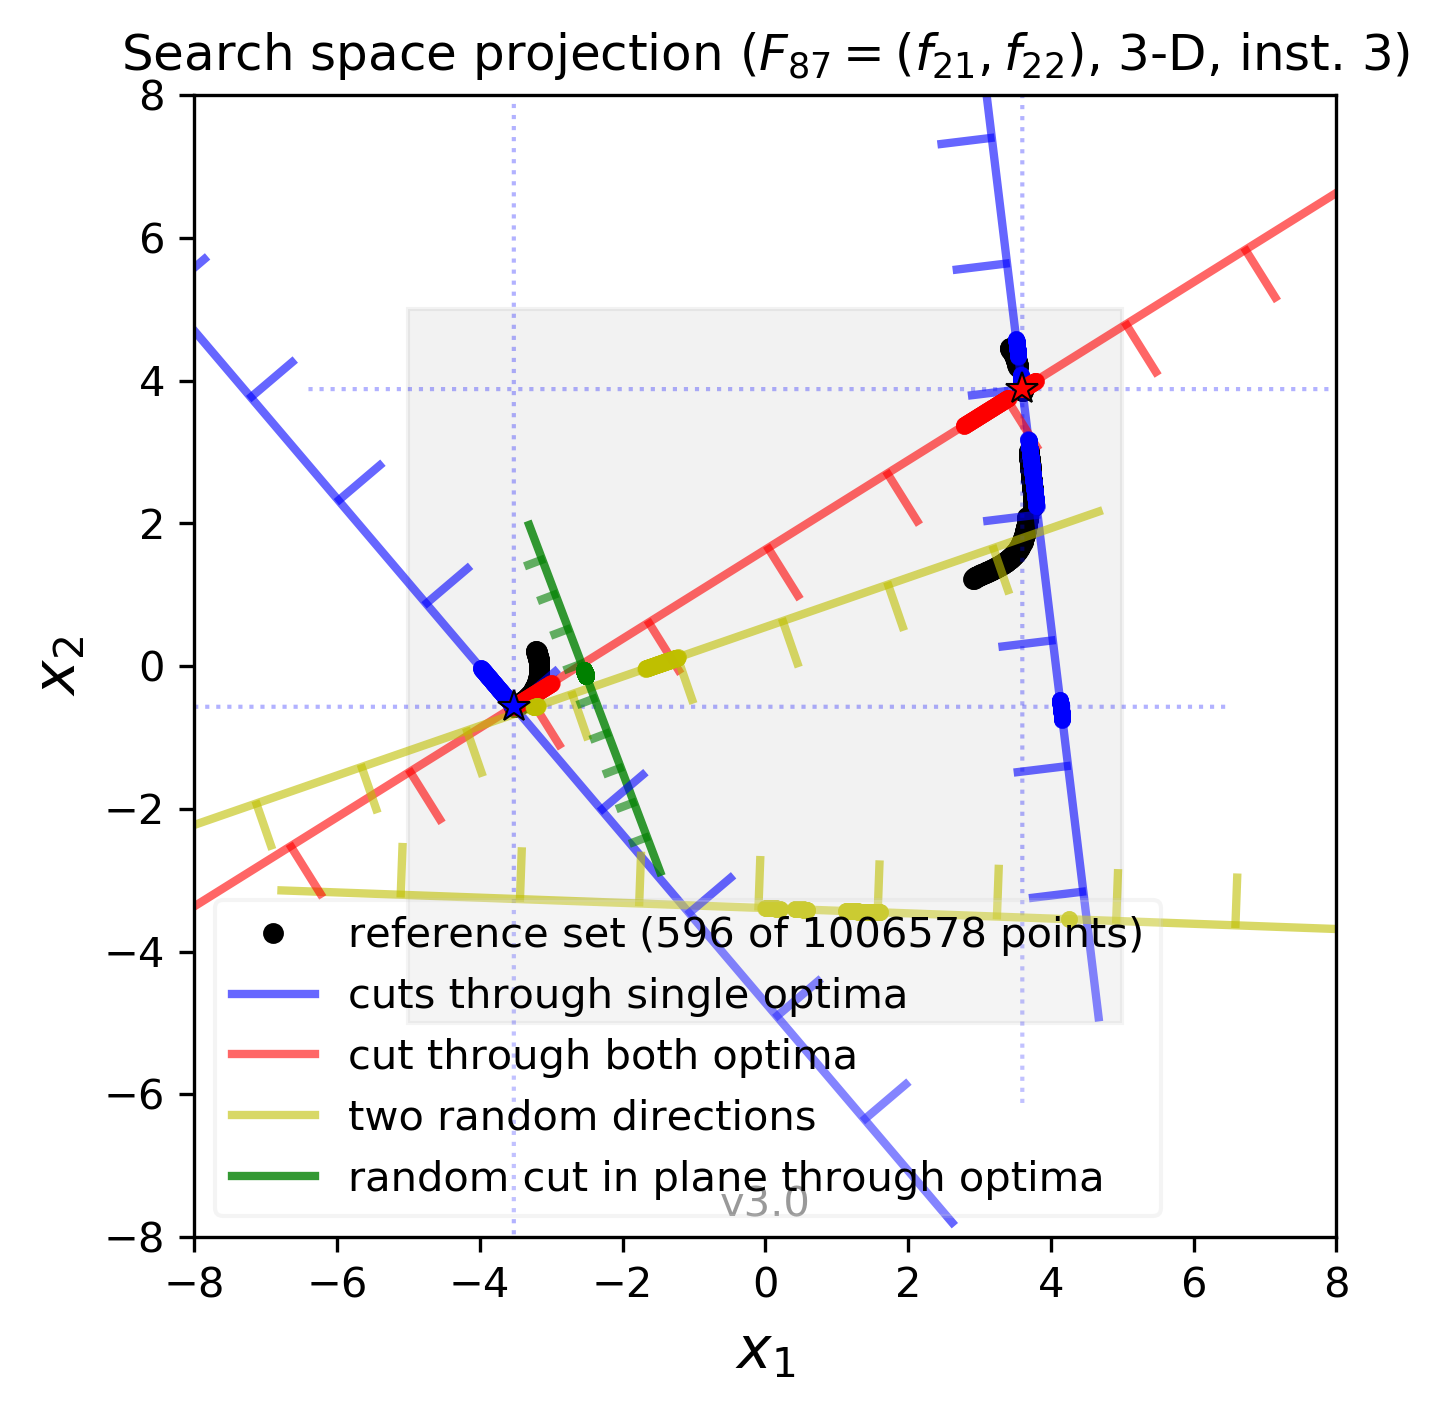 Search space projection (F₈₇ = (f₂₁, f₂₂), 3-D, inst. 3)
8
6
4
2
0
−2
−4
−6
−8
x₂
reference set (596 of 1006578 points)
cuts through single optima
cut through both optima
two random directions
random cut in plane through optima
v3.0
−8 −6 −4 −2 0 2 4 6 8
x₁